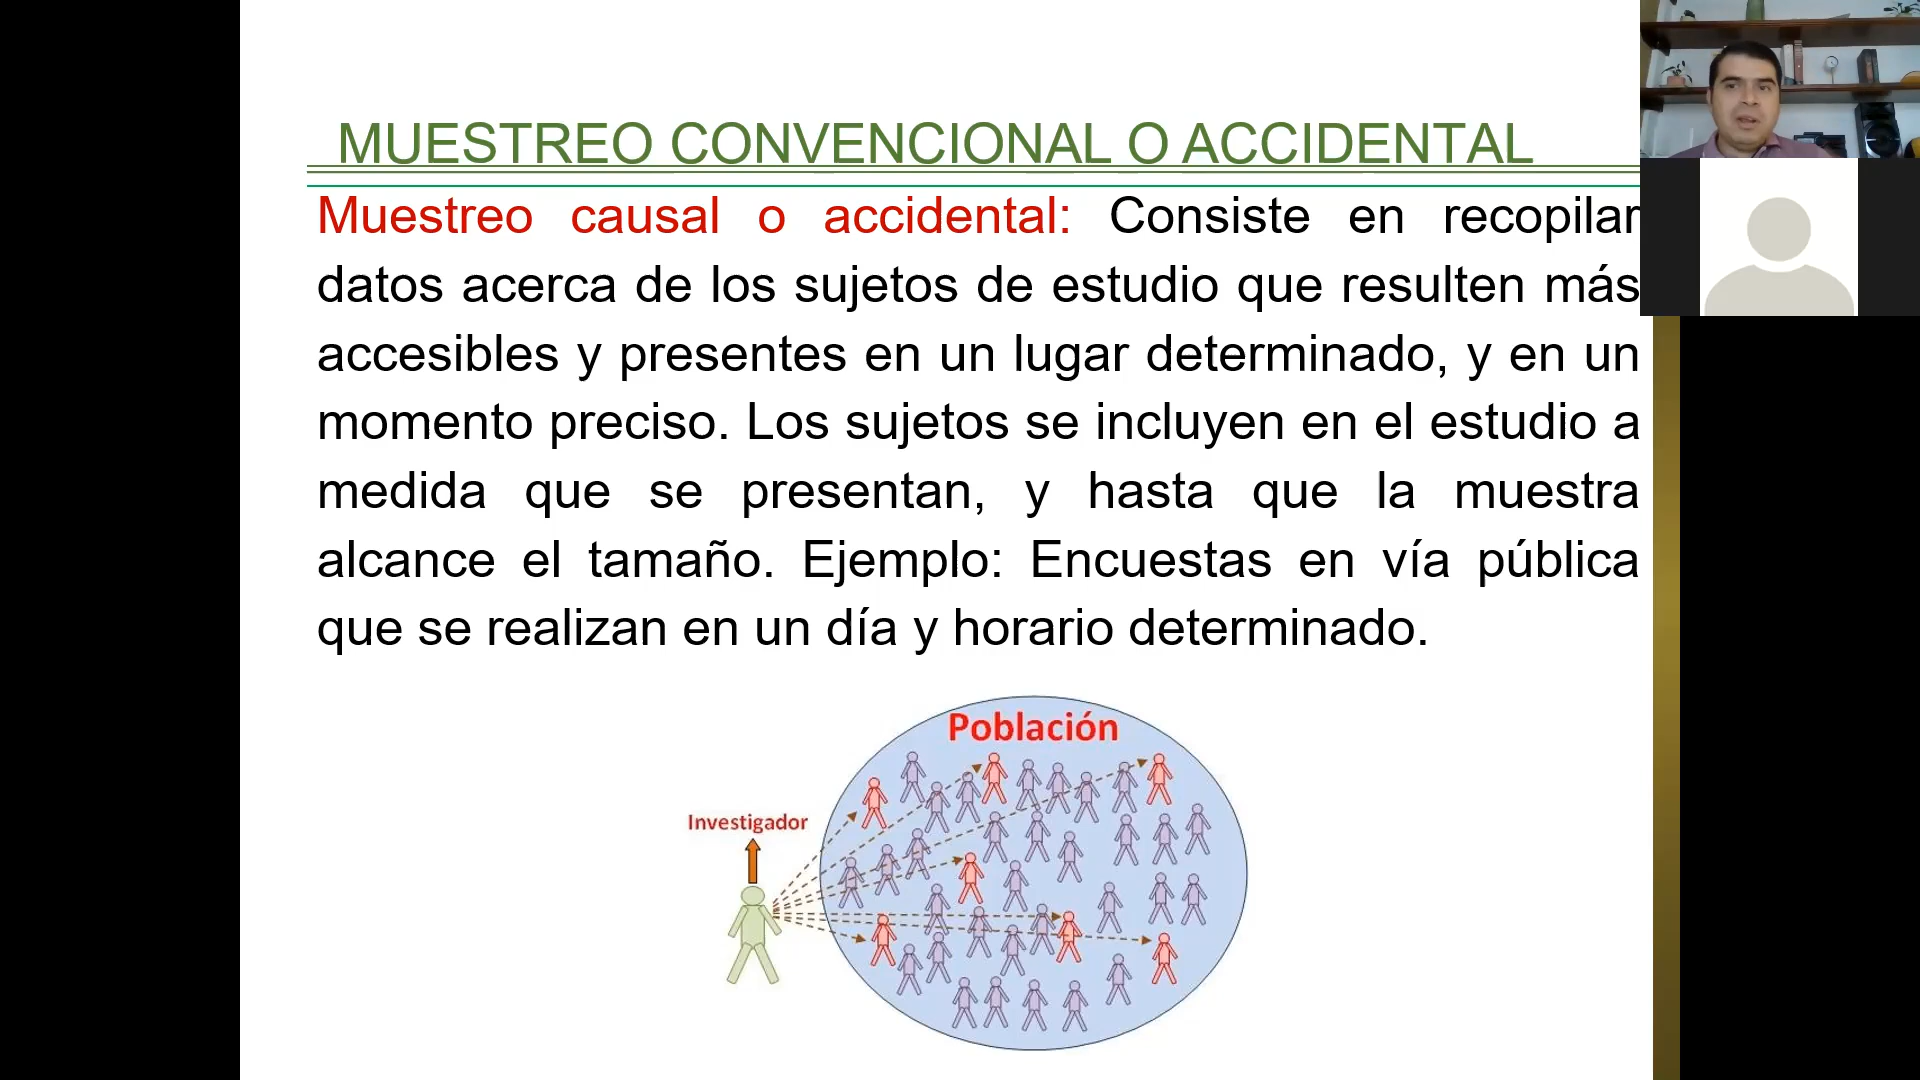 MUESTREO CONVENCIONAL O ACCIDENTAL
Muestreo causal o accidental: Consiste en recopilar
datos acerca de los sujetos de estudio que resulten más
accesibles y presentes en un lugar determinado, y en un
momento preciso. Los sujetos se incluyen en el estudio a
medida que se presentan, y hasta que la muestra
alcance el tamaño. Ejemplo: Encuestas en vía pública
que se realizan en un día y horario determinado.
Población
Investigador